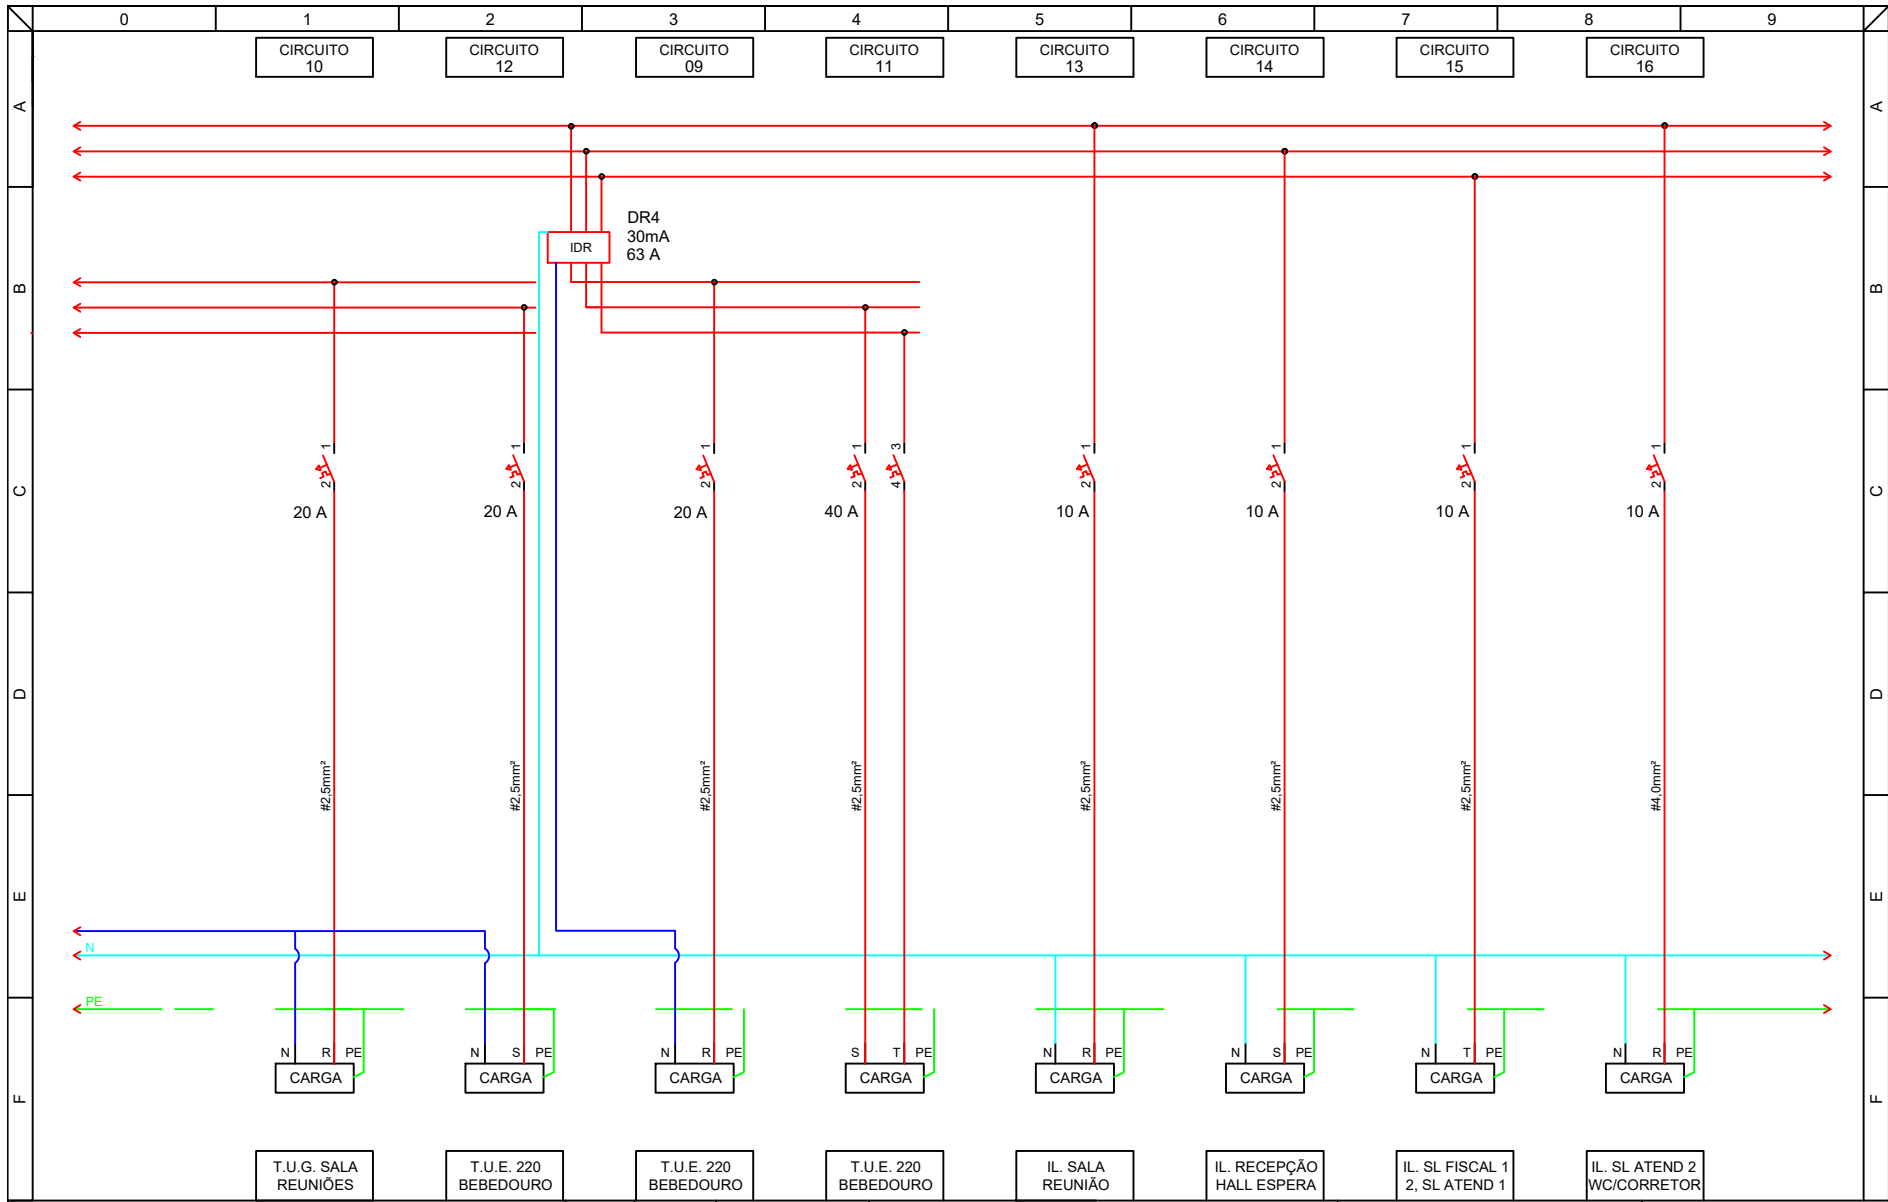 0 1 2 3 4 5 6 7 8 9
CIRCUITO
10
CIRCUITO
12
CIRCUITO
09
CIRCUITO
11
CIRCUITO
13
CIRCUITO
14
CIRCUITO
15
CIRCUITO
16
A A
DR4
30mA
63 A
IDR
B B
1 1 1 1 3 1 1 1 1
2 2 2 2 4 2 2 2 2
C C
20 A 20 A 20 A 40 A 10 A 10 A 10 A 10 A
D D
#2,5mm² #2,5mm² #2,5mm² #2,5mm² #2,5mm² #2,5mm² #2,5mm² #4,0mm²
E E
N
PE
N R PE N S PE N R PE S T PE N R PE N S PE N T PE N R PE
CARGA CARGA CARGA CARGA CARGA CARGA CARGA CARGA
F F
T.U.G. SALA
REUNIÕES
T.U.E. 220
BEBEDOURO
T.U.E. 220
BEBEDOURO
T.U.E. 220
BEBEDOURO
IL. SALA
REUNIÃO
IL. RECEPÇÃO
HALL ESPERA
IL. SL FISCAL 1
2, SL ATEND 1
IL. SL ATEND 2
WC/CORRETOR